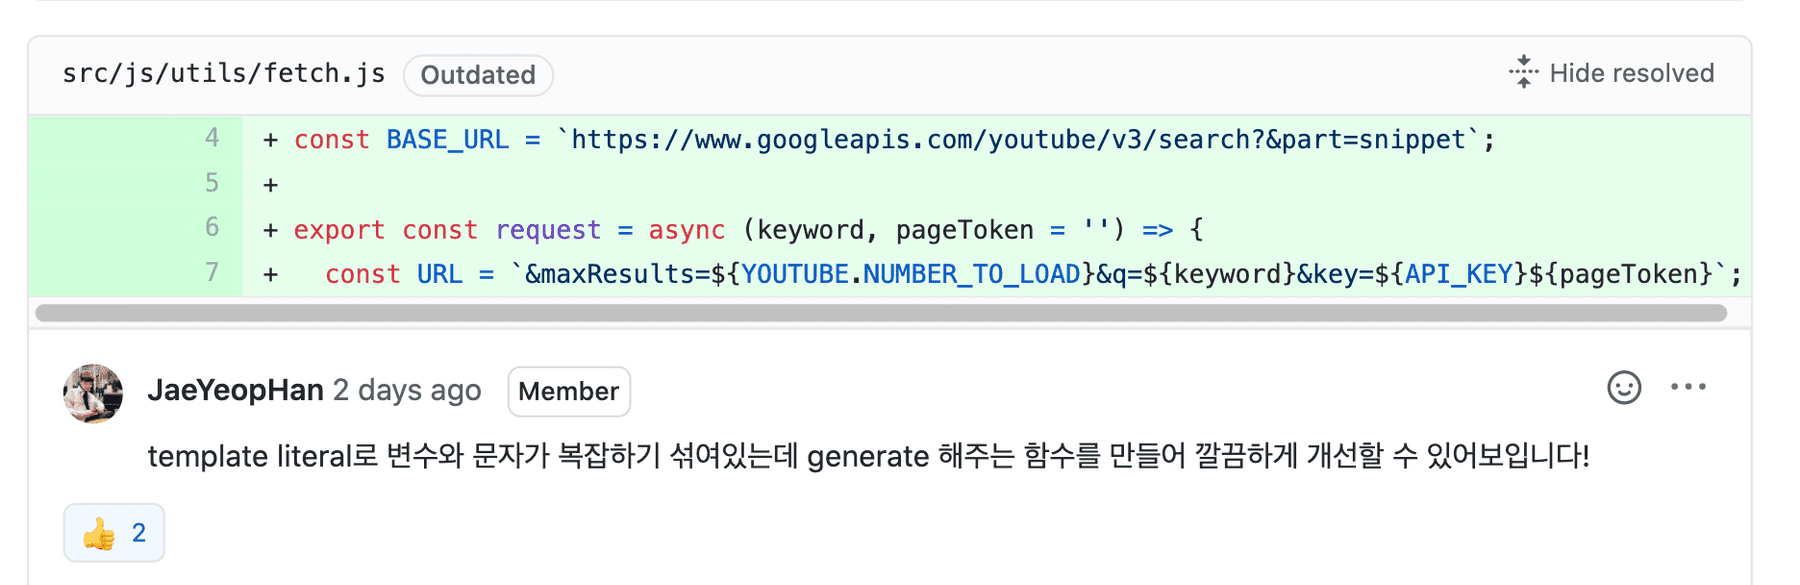 src/js/utils/fetch.js Outdated Hide resolved
4 + const BASE_URL = `https://www.googleapis.com/youtube/v3/search?&part=snippet`;
5 +
6 + export const request = async (keyword, pageToken = '') => {
7 + const URL = `&maxResults=${YOUTUBE.NUMBER_TO_LOAD}&q=${keyword}&key=${API_KEY}${pageToken}`;
JaeYeopHan 2 days ago Member
template literal로 변수와 문자가 복잡하기 섞여있는데 generate 해주는 함수를 만들어 깔끔하게 개선할 수 있어보입니다!
👍 2